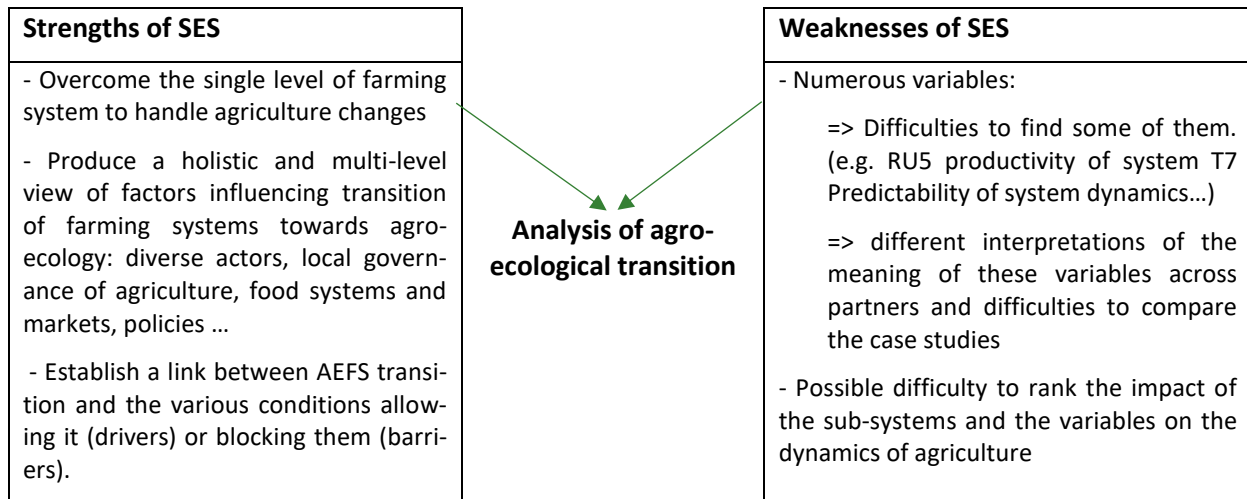 Strengths of SES
- Overcome the single level of farming
system to handle agriculture changes
- Produce a holistic and multi-level
view of factors influencing transition
of farming systems towards agro-
ecology: diverse actors, local govern-
ance of agriculture, food systems and
markets, policies …
- Establish a link between AEFS transi-
tion and the various conditions allow-
ing it (drivers) or blocking them (barri-
ers).
Analysis of agro-
ecological transition
Weaknesses of SES
- Numerous variables:
=> Difficulties to find some of them.
(e.g. RU5 productivity of system T7
Predictability of system dynamics…)
=> different interpretations of the
meaning of these variables across
partners and difficulties to compare
the case studies
- Possible difficulty to rank the impact of
the sub-systems and the variables on the
dynamics of agriculture